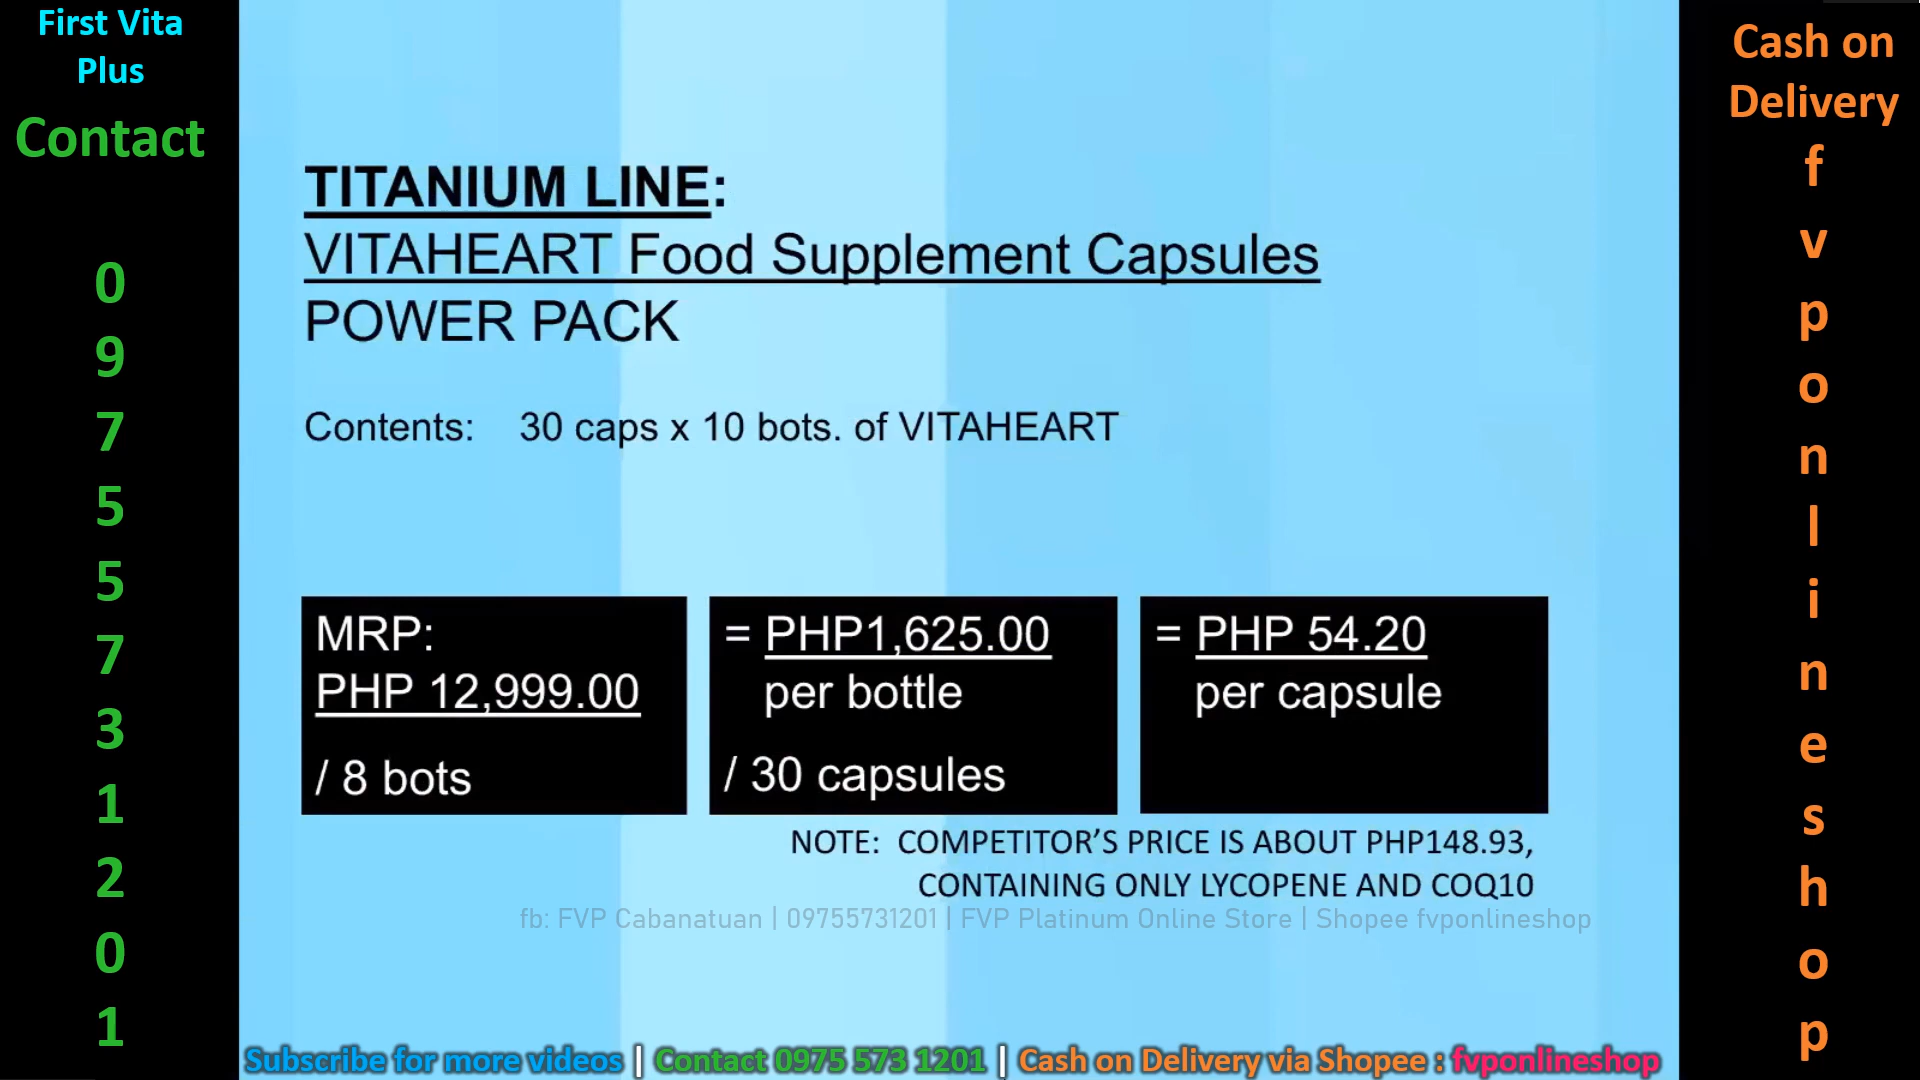 First Vita
Plus
Contact
0
9
7
5
5
7
3
1
2
0
1
TITANIUM LINE:
VITAHEART Food Supplement Capsules
POWER PACK
Contents: 30 caps x 10 bots. of VITAHEART
MRP:
PHP 12,999.00
/ 8 bots
= PHP1,625.00
per bottle
/ 30 capsules
= PHP 54.20
per capsule
NOTE: COMPETITOR’S PRICE IS ABOUT PHP148.93,
CONTAINING ONLY LYCOPENE AND COQ10
fb: FVP Cabanatuan | 09755731201 | FVP Platinum Online Store | Shopee fvponlineshop
Cash on
Delivery
f
v
p
o
n
l
i
n
e
s
h
o
p
Subscribe for more videos | Contact 0975 573 1201 | Cash on Delivery via Shopee : fvponlineshop